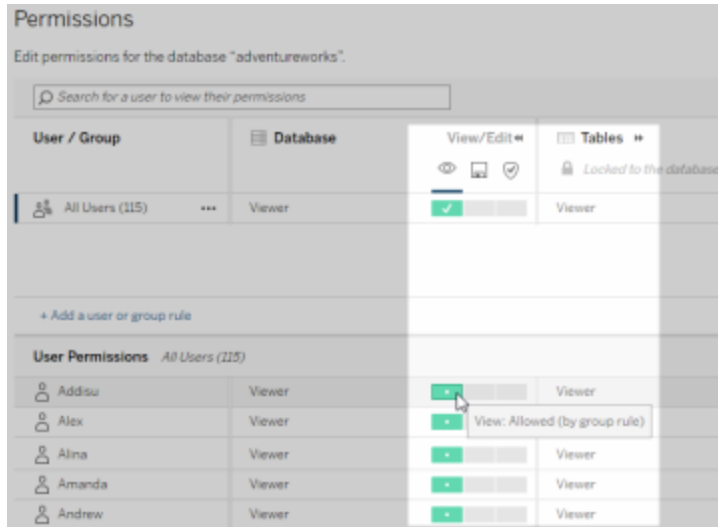 Permissions
Edit permissions for the database "adventureworks".
Search for a user to view their permissions
User / Group Database View/Edit Tables
Locked to the database
All Users (115) ••• Viewer Viewer
+ Add a user or group rule
User Permissions All Users (115)
Addisu Viewer Viewer
Alex Viewer View: Allowed (by group rule)
Alina Viewer Viewer
Amanda Viewer Viewer
Andrew Viewer Viewer